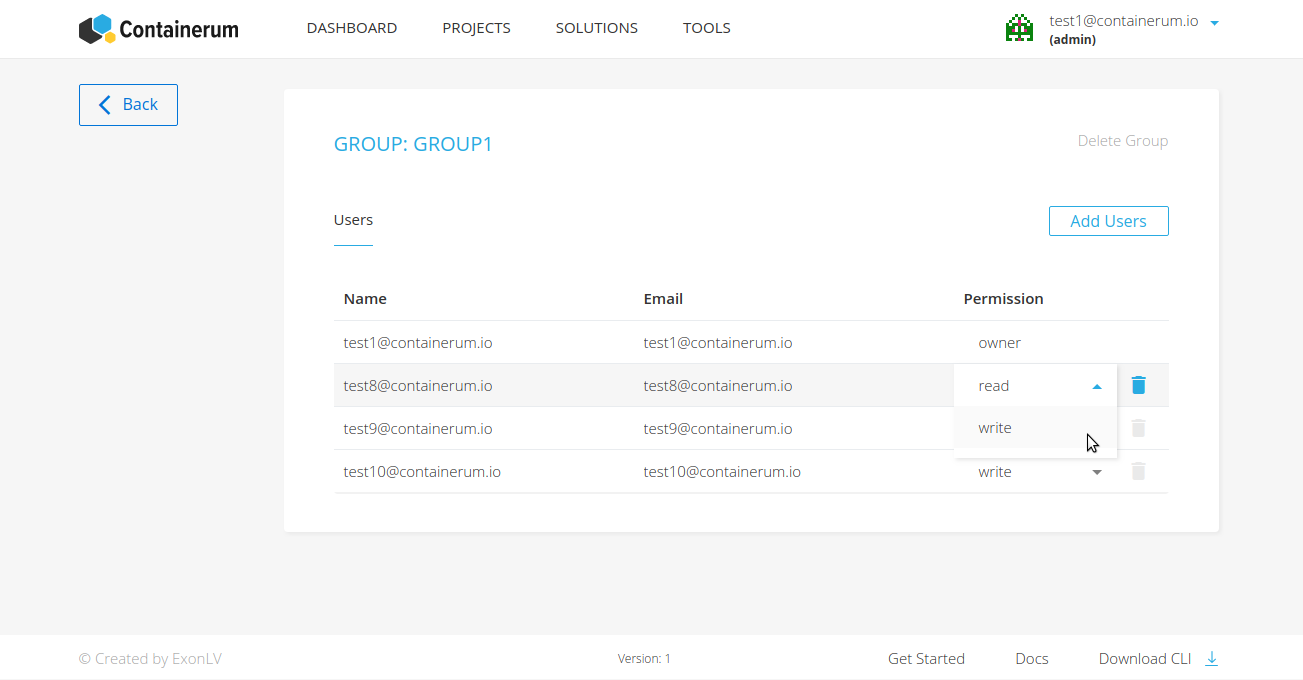 Containerum
DASHBOARD PROJECTS SOLUTIONS TOOLS
test1@containerum.io
(admin)
Back
GROUP: GROUP1
Delete Group
Users
Add Users
Name Email Permission
test1@containerum.io test1@containerum.io owner
test8@containerum.io test8@containerum.io read
test9@containerum.io test9@containerum.io write
test10@containerum.io test10@containerum.io write
© Created by ExonLV Version: 1 Get Started Docs Download CLI